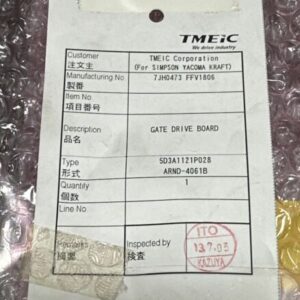 TMEiC
We drive industry
Customer
注文主
TMEIC Corporation
(For SIMPSON TACOMA KRAFT)
Manufacturing No
製番
7JH0473 FFV1806
Item No
項目番号
Description
品名
GATE DRIVE BOARD
Type
形式
5D3A1121P028
ARND-4061B
Quantity
個数
1
Line No
Remarks
摘要
Inspected by
検査
ITO
13.7.05
KAZUYA